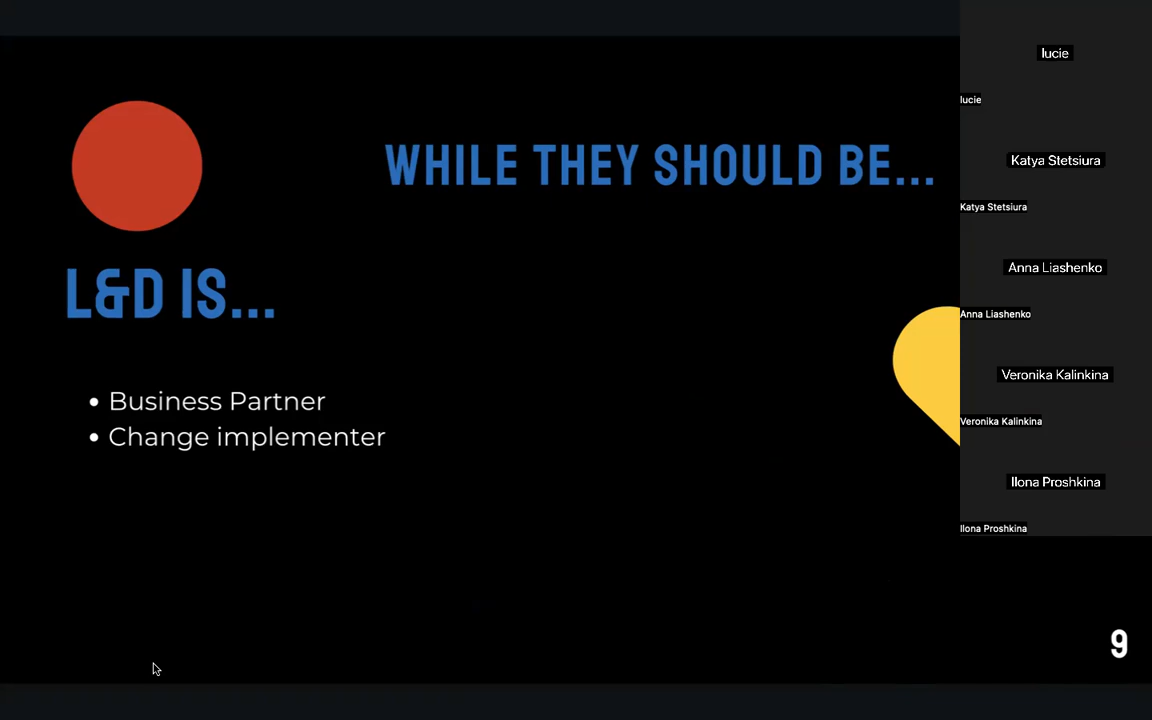 WHILE THEY SHOULD BE...
L&D IS...
• Business Partner
• Change implementer
9
lucie
lucie
Katya Stetsiura
Katya Stetsiura
Anna Liashenko
Anna Liashenko
Veronika Kalinkina
Veronika Kalinkina
Ilona Proshkina
Ilona Proshkina